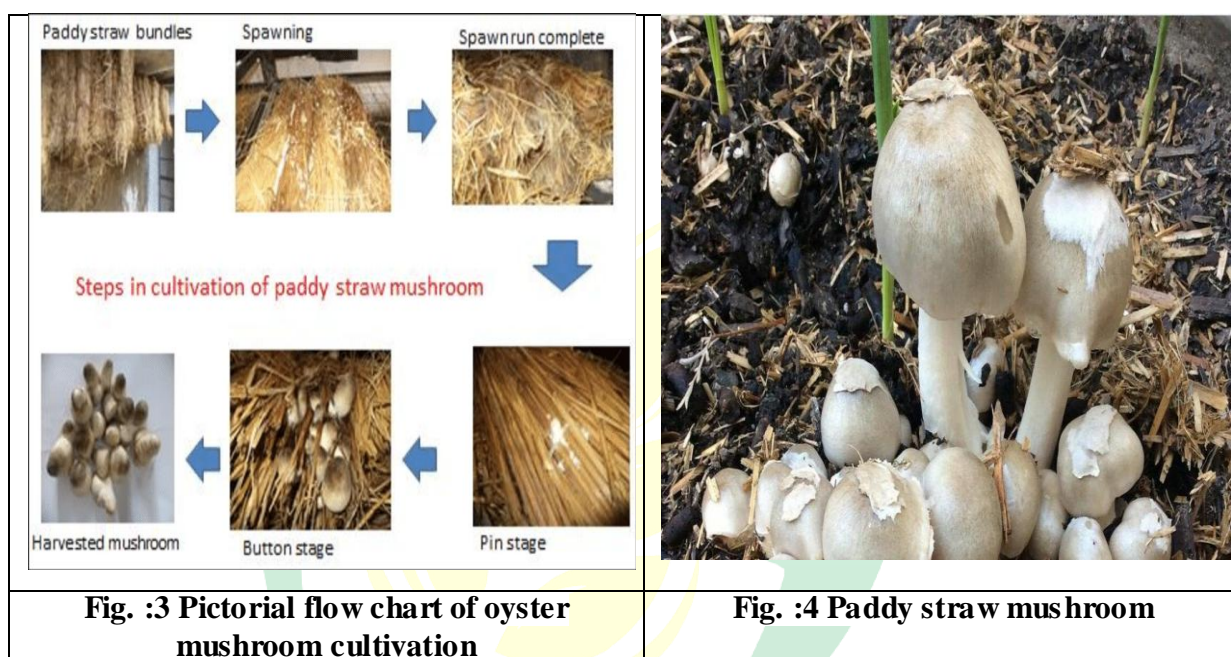 Paddy straw bundles
Spawning
Spawn run complete
Steps in cultivation of paddy straw mushroom
Harvested mushroom
Button stage
Pin stage
Fig. :3 Pictorial flow chart of oyster
mushroom cultivation
Fig. :4 Paddy straw mushroom